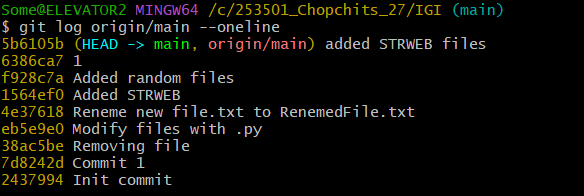 Some@ELEVATOR2 MINGW64 /c/253501_Chopchits_27/IGI (main)
$ git log origin/main --oneline
5b6105b (HEAD -> main, origin/main) added STRWEB files
6386ca7 1
f928c7a Added random files
1564ef0 Added STRWEB
4e37618 Reneme new file.txt to RenemedFile.txt
eb5e9e0 Modify files with .py
38ac5be Removing file
7d8242d Commit 1
2437994 Init commit